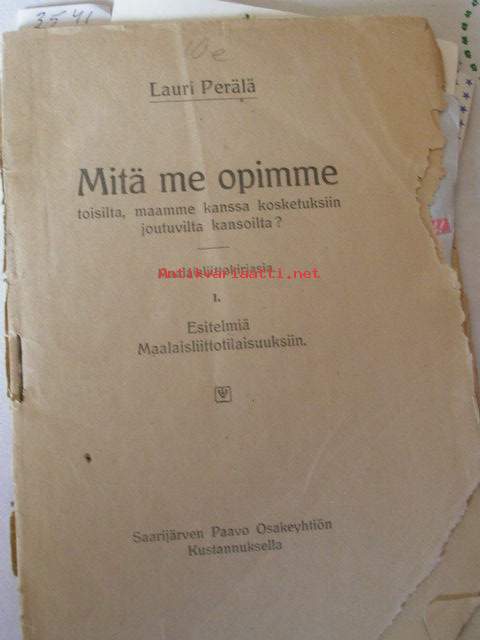 3541
Lauri Perälä
Mitä me opimme
toisilta, maamme kanssa kosketuksiin
joutuvilta kansoilta?
Maalaisliittokirjasia
Antikvariaatti.net
I.
Esitelmiä
Maalaisliittotilaisuuksiin.
Saarijärven Paavo Osakeyhtiön
Kustannuksella